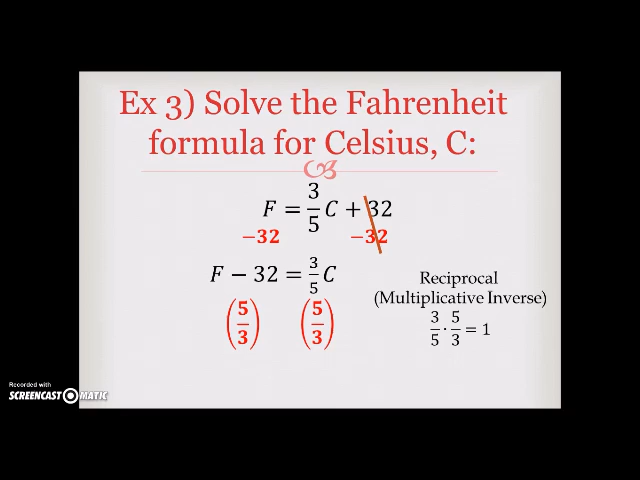 Ex 3) Solve the Fahrenheit
formula for Celsius, C:
F = 3/5 C + 32
−32 −32
F − 32 = 3/5 C
(5/3) (5/3)
Reciprocal
(Multiplicative Inverse)
3/5 · 5/3 = 1
Recorded with
SCREENCAST MATIC